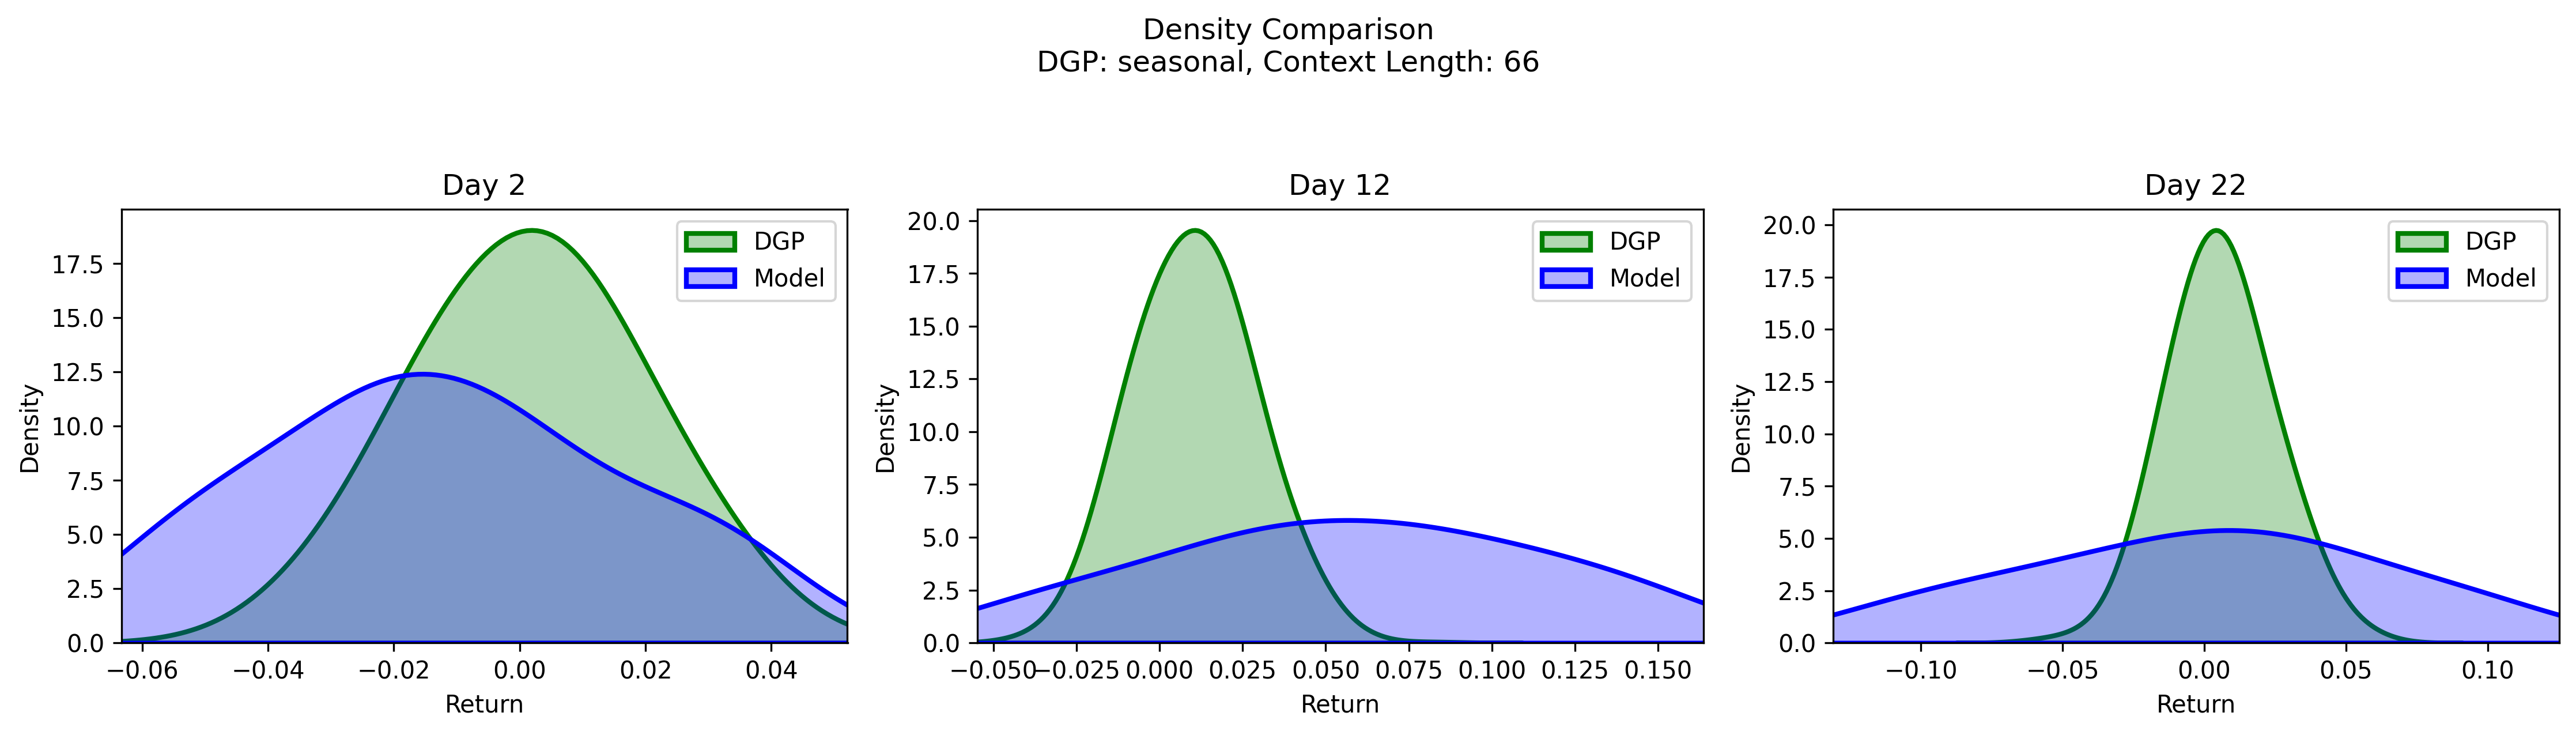 Density Comparison
DGP: seasonal, Context Length: 66
Day 2
17.5
15.0
12.5
10.0
7.5
5.0
2.5
0.0
Density
DGP
Model
−0.06 −0.04 −0.02 0.00 0.02 0.04
Return
Day 12
20.0
17.5
15.0
12.5
10.0
7.5
5.0
2.5
0.0
Density
DGP
Model
−0.050 −0.025 0.000 0.025 0.050 0.075 0.100 0.125 0.150
Return
Day 22
20.0
17.5
15.0
12.5
10.0
7.5
5.0
2.5
0.0
Density
DGP
Model
−0.10 −0.05 0.00 0.05 0.10
Return